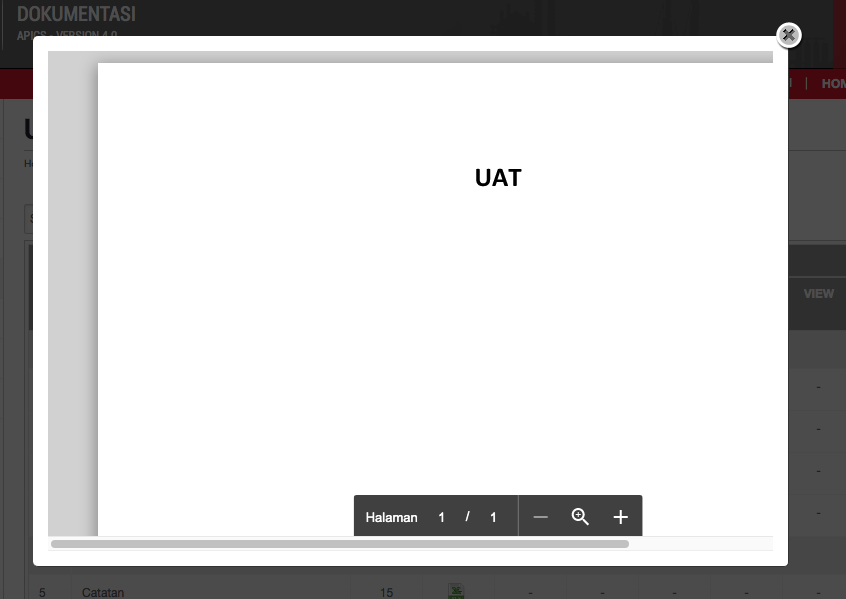 DOKUMENTASI
APICS - VERSION 4.0
HOM
VIEW
UAT
-
-
-
-
Halaman 1 / 1
5 Catatan 15 - - - - -